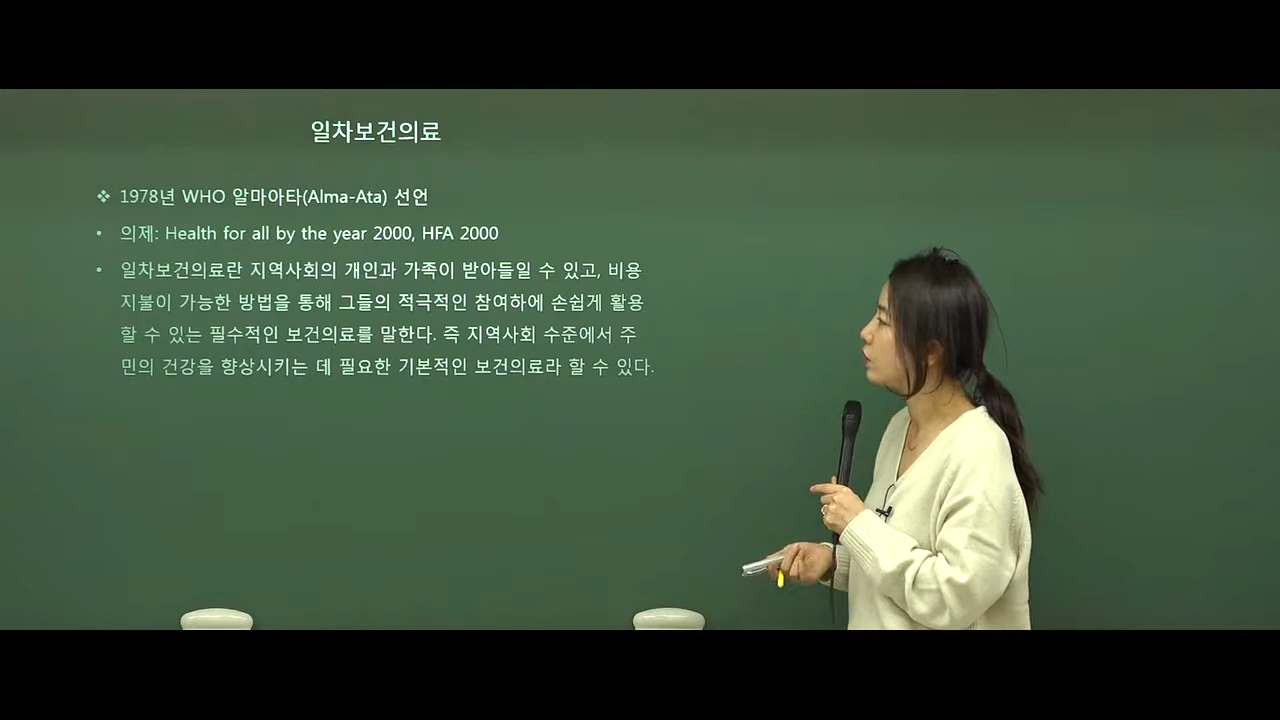 일차보건의료
❖ 1978년 WHO 알마아타(Alma-Ata) 선언
• 의제: Health for all by the year 2000, HFA 2000
• 일차보건의료란 지역사회의 개인과 가족이 받아들일 수 있고, 비용
지불이 가능한 방법을 통해 그들의 적극적인 참여하에 손쉽게 활용
할 수 있는 필수적인 보건의료를 말한다. 즉 지역사회 수준에서 주
민의 건강을 향상시키는 데 필요한 기본적인 보건의료라 할 수 있다.